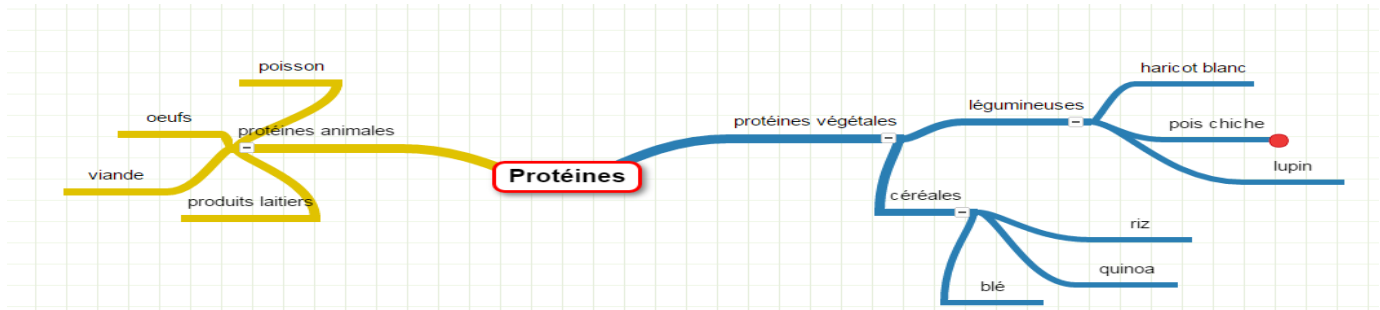 Protéines
protéines animales
poisson
oeufs
viande
produits laitiers
protéines végétales
légumineuses
haricot blanc
pois chiche
lupin
céréales
riz
quinoa
blé